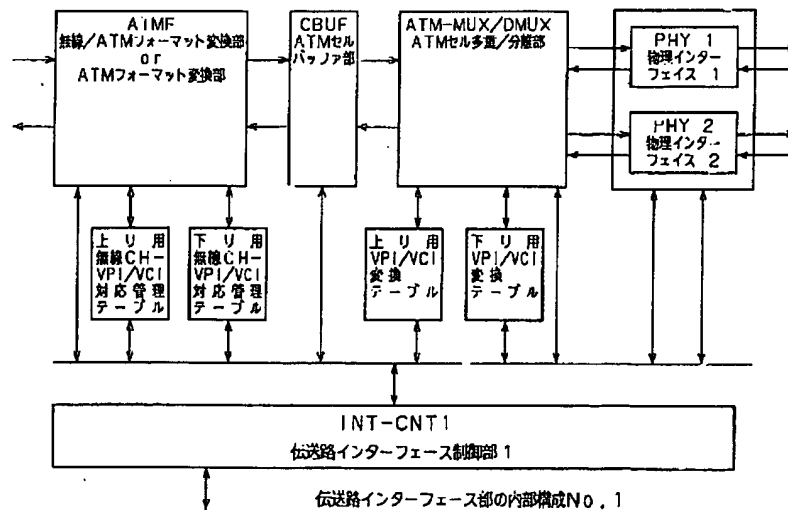 ATMF
無線/ATMフォーマット変換部
or
ATMフォーマット変換部
CBUF
ATMセル
バッファ部
ATM-MUX/DMUX
ATMセル多重/分離部
PHY 1
物理インター
フェイス 1
PHY 2
物理インター
フェイス 2
上り用
無線CH-
VPI/VCI
対応管理
テーブル
下り用
無線CH-
VPI/VCI
対応管理
テーブル
上り用
VPI/VCI
変換
テーブル
下り用
VPI/VCI
変換
テーブル
INT-CNT1
伝送路インターフェース制御部1
伝送路インターフェース部の内部構成No.1